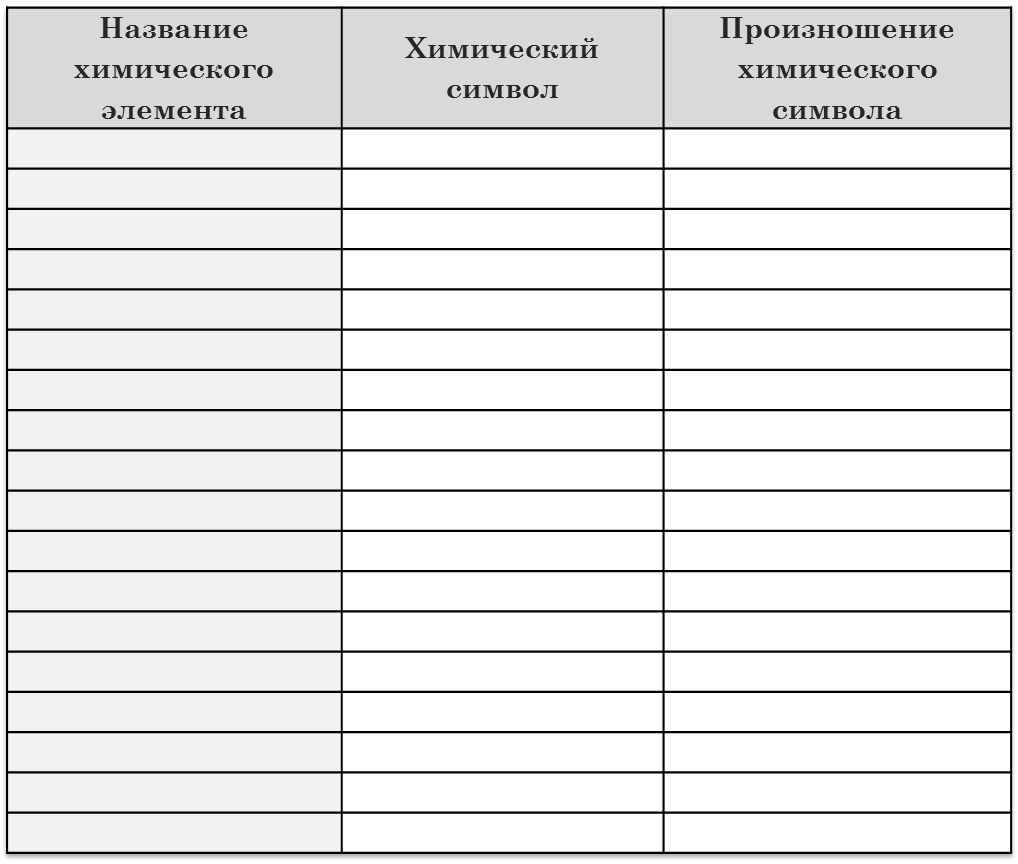 Название
химического
элемента
Химический
символ
Произношение
химического
символа